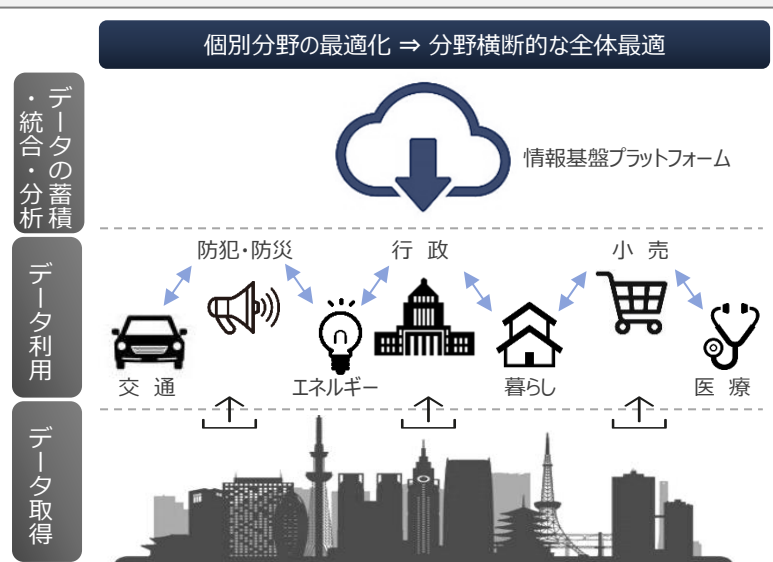 個別分野の最適化 ⇒ 分野横断的な全体最適
データの蓄積
・統合・分析
情報基盤プラットフォーム
データ利用
防犯・防災
行 政
小 売
交 通
エネルギー
暮らし
医 療
データ取得